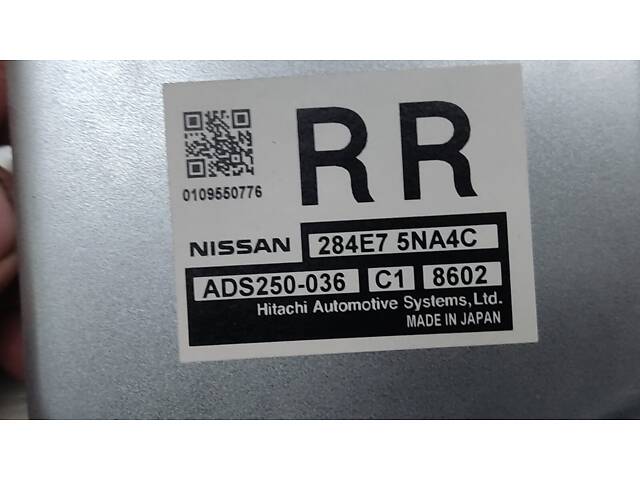 RR
0109550776
NISSAN 284E7 5NA4C
ADS250-036 C1 8602
Hitachi Automotive Systems, Ltd.
MADE IN JAPAN